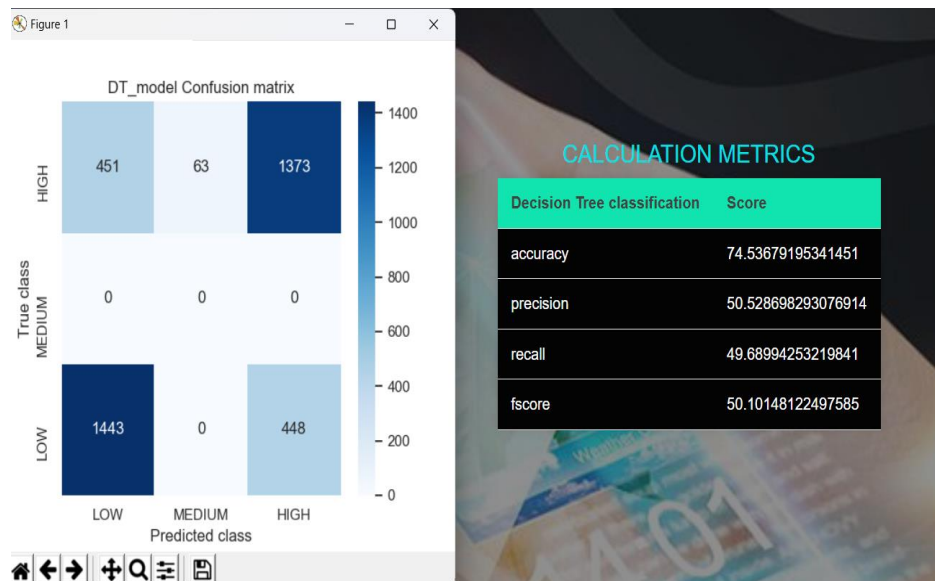 Figure 1
DT_model Confusion matrix
HIGH
451 63 1373
True class
MEDIUM
0 0 0
LOW
1443 0 448
LOW MEDIUM HIGH
Predicted class
1400
1200
1000
800
600
400
200
0
CALCULATION METRICS
Decision Tree classification Score
accuracy 74.53679195341451
precision 50.528698293076914
recall 49.68994253219841
fscore 50.10148122497585
Weather
01